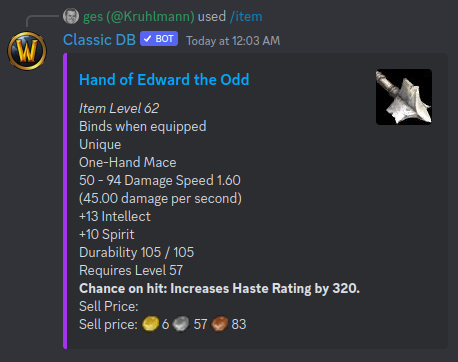 ges (@Kruhlmann) used /item
Classic DB ✓ BOT Today at 12:03 AM
W
Hand of Edward the Odd
Item Level 62
Binds when equipped
Unique
One-Hand Mace
50 - 94 Damage Speed 1.60
(45.00 damage per second)
+13 Intellect
+10 Spirit
Durability 105 / 105
Requires Level 57
Chance on hit: Increases Haste Rating by 320.
Sell Price:
Sell price: 6 57 83